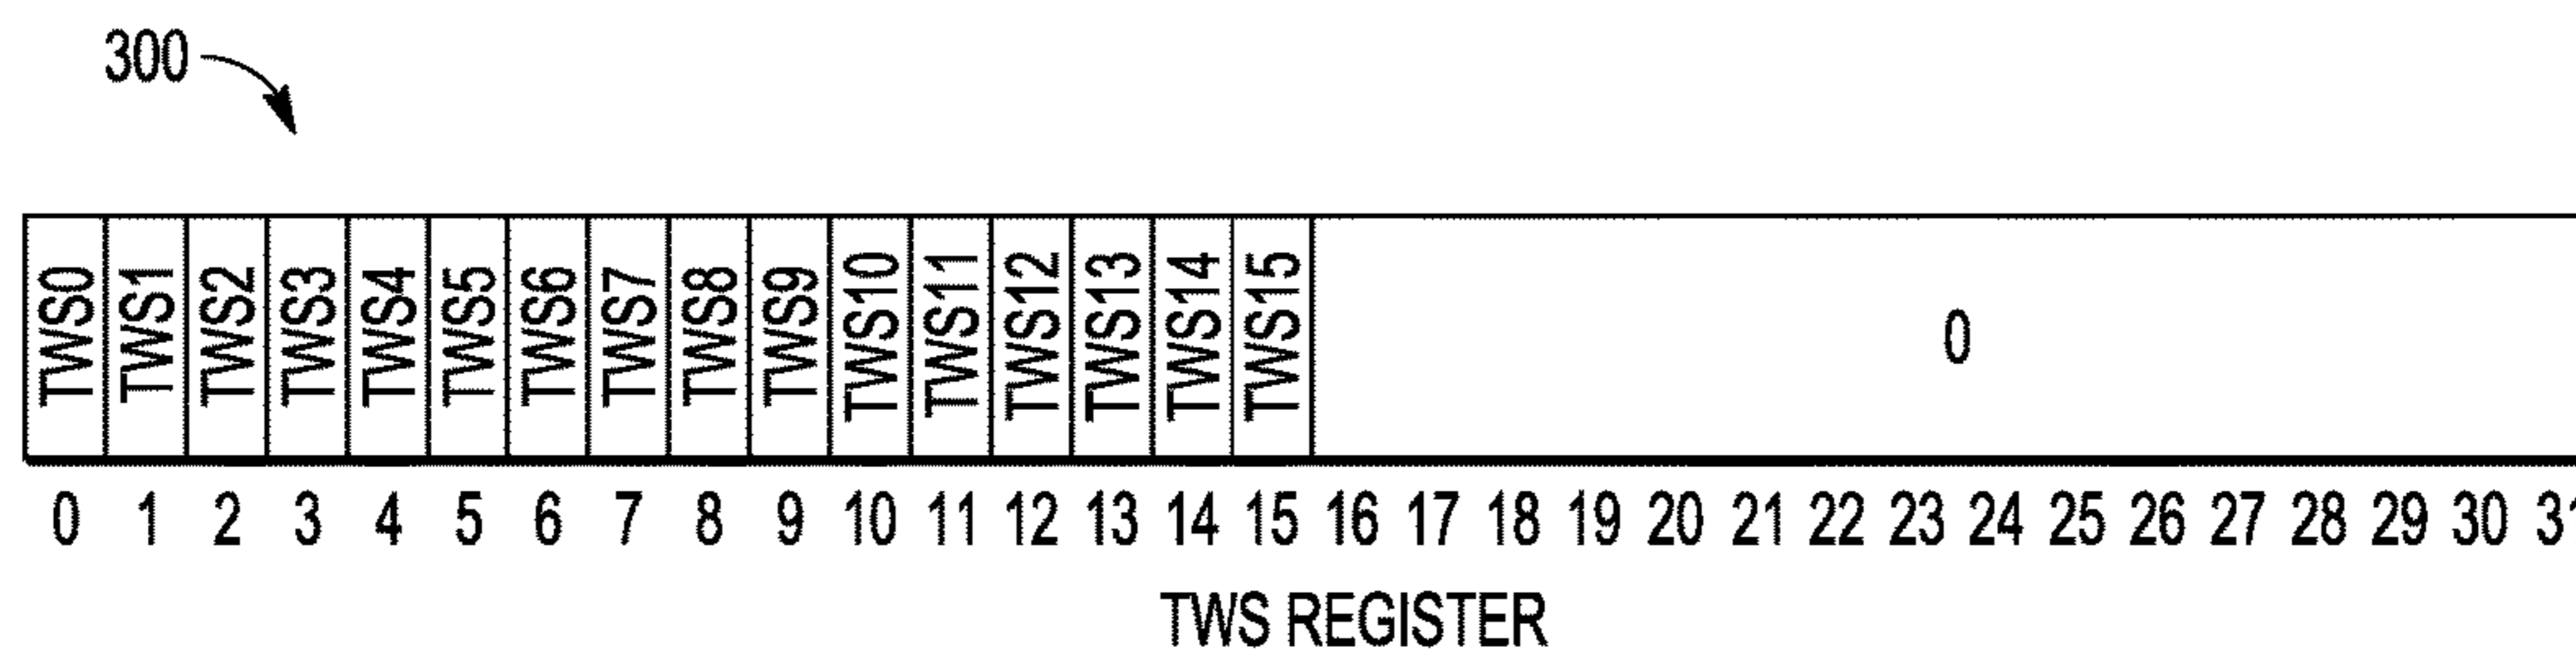 300
TWS0 TWS1 TWS2 TWS3 TWS4 TWS5 TWS6 TWS7 TWS8 TWS9 TWS10 TWS11 TWS12 TWS13 TWS14 TWS15 0
0 1 2 3 4 5 6 7 8 9 10 11 12 13 14 15 16 17 18 19 20 21 22 23 24 25 26 27 28 29 30 31
TWS REGISTER